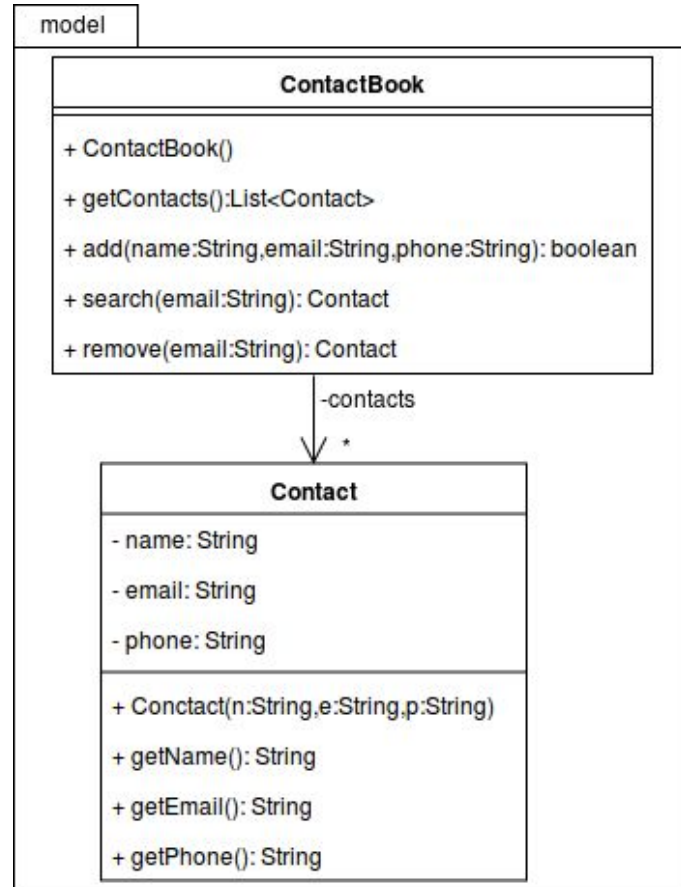 model
ContactBook
+ ContactBook()
+ getContacts():List<Contact>
+ add(name:String,email:String,phone:String): boolean
+ search(email:String): Contact
+ remove(email:String): Contact
-contacts
*
Contact
- name: String
- email: String
- phone: String
+ Conctact(n:String,e:String,p:String)
+ getName(): String
+ getEmail(): String
+ getPhone(): String